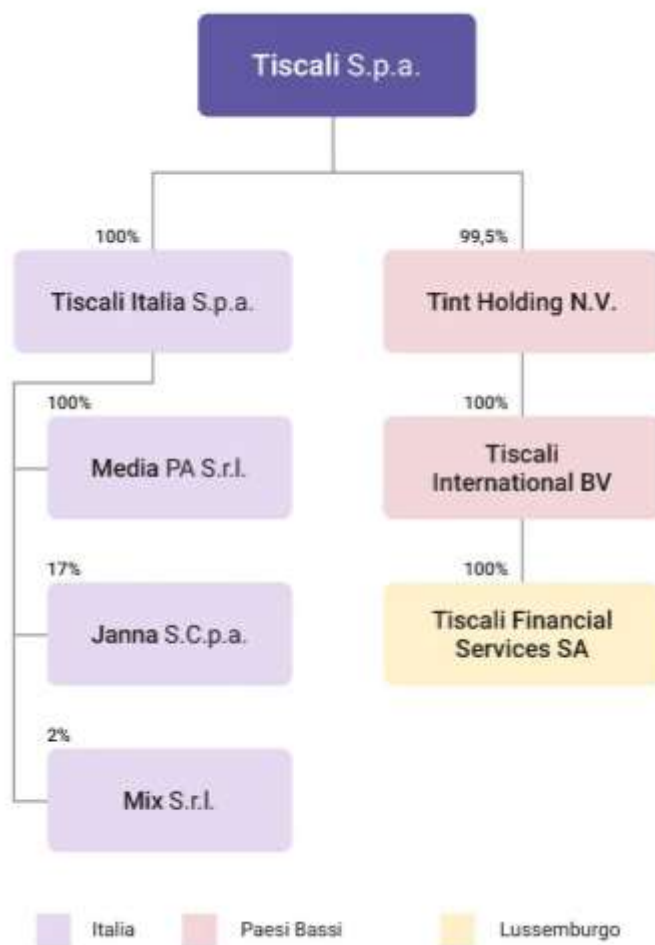 Tiscali S.p.a.
100%
99,5%
Tiscali Italia S.p.a.
Tint Holding N.V.
100%
100%
Media PA S.r.l.
Tiscali
International BV
17%
100%
Janna S.C.p.a.
Tiscali Financial
Services SA
2%
Mix S.r.l.
Italia
Paesi Bassi
Lussemburgo